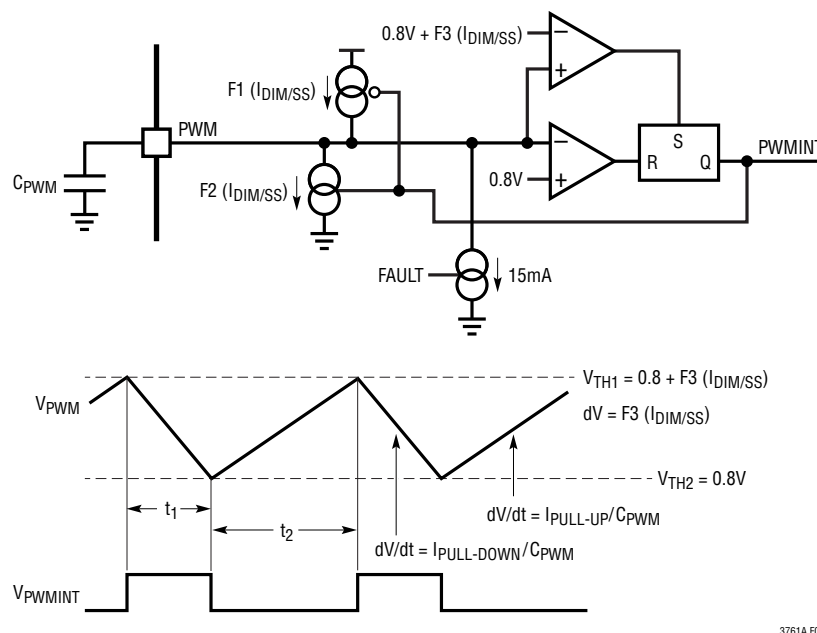 0.8V + F3 (IDIM/SS)
F1 (IDIM/SS)
PWM
CPWM
F2 (IDIM/SS)
0.8V
S
R
Q
PWMINT
FAULT
15mA
VTH1 = 0.8 + F3 (IDIM/SS)
VPWM
dV = F3 (IDIM/SS)
VTH2 = 0.8V
t1
t2
dV/dt = IPULL-UP/CPWM
dV/dt = IPULL-DOWN/CPWM
VPWMINT